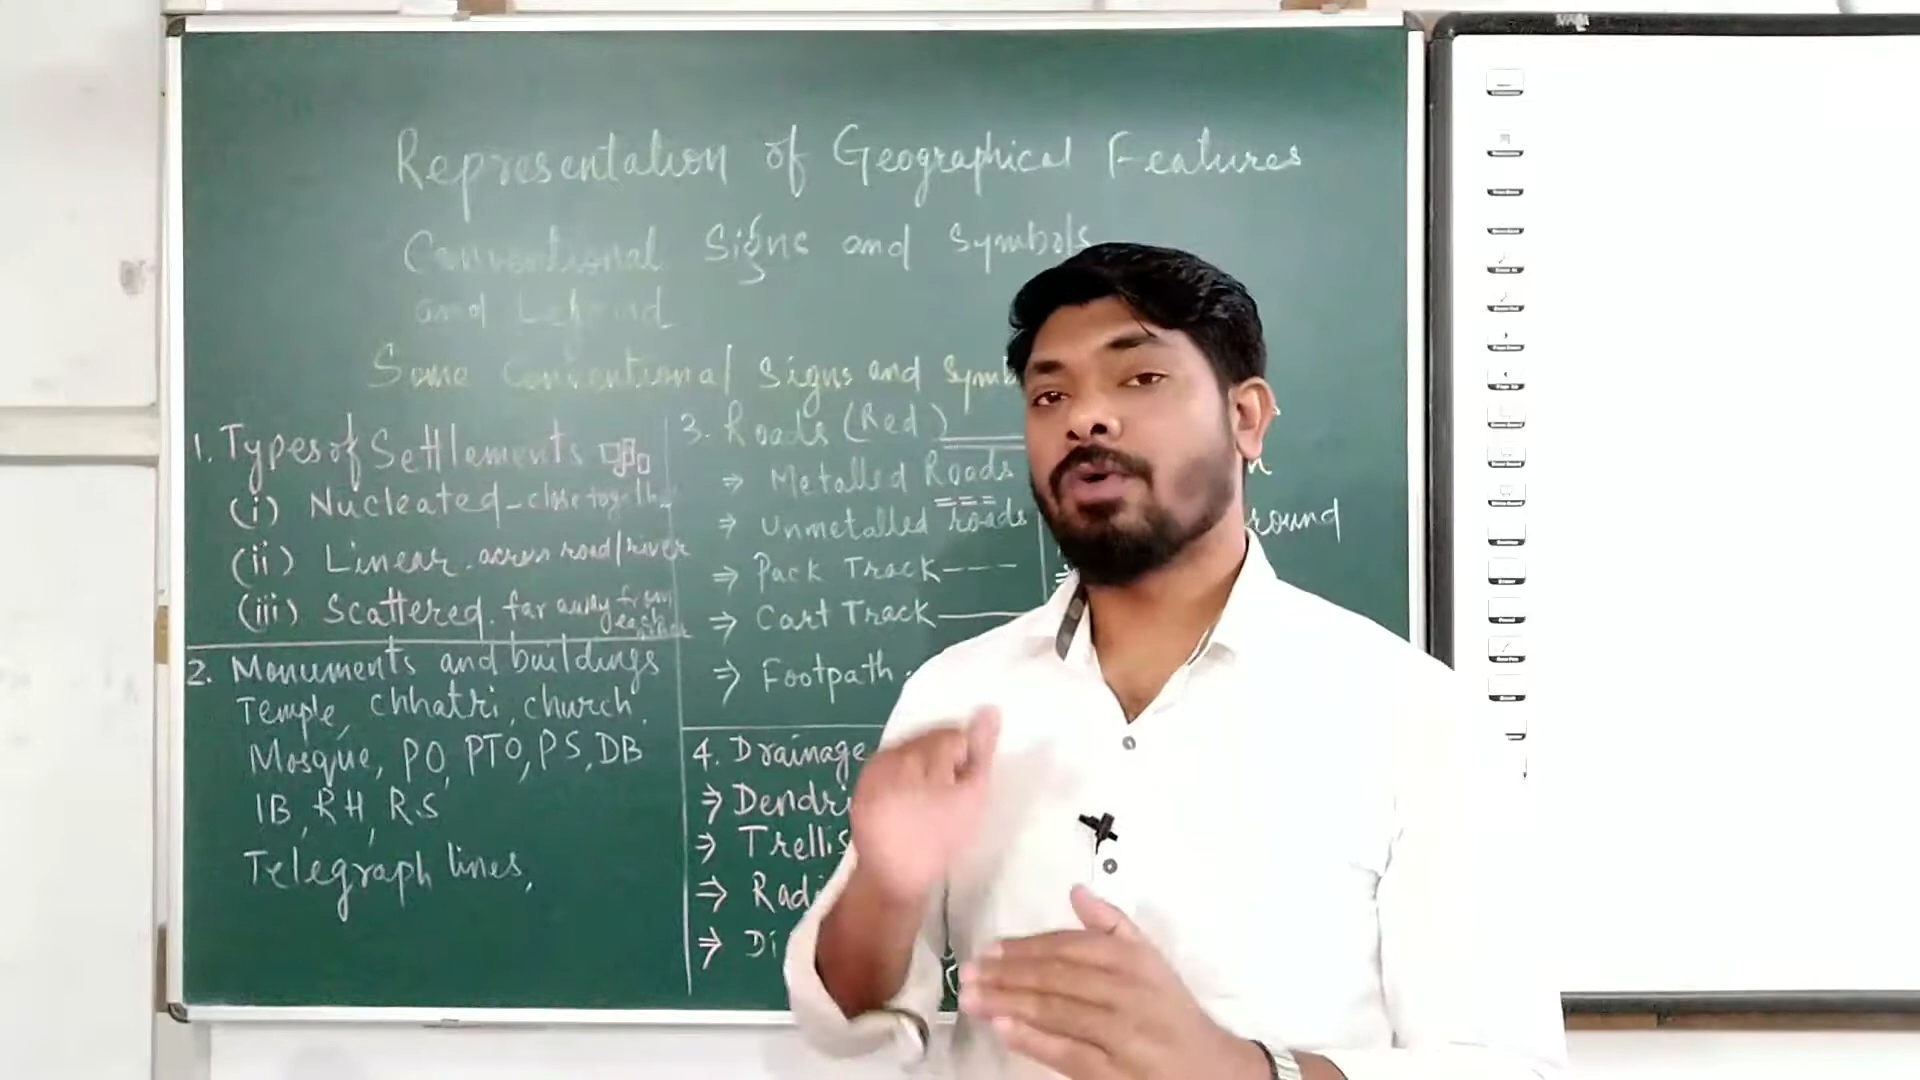 Representation of Geographical Features
Conventional Signs and Symbols
and Legend
Some Conventional Signs and Symb
1. Types of Settlements
(i) Nucleated - close togeth
(ii) Linear. across road/river
(iii) Scattered. far away from
each other
2. Monuments and buildings
Temple, chhatri, church.
Mosque, PO, PTO, PS, DB
IB, RH, R.S
Telegraph lines,
3. Roads (Red)
⇒ Metalled Roads
⇒ Unmetalled roads
⇒ Pack Track
⇒ Cart Track
⇒ Footpath
4. Drainage
⇒ Dendri
⇒ Trellis
⇒ Radi
⇒ Di
round